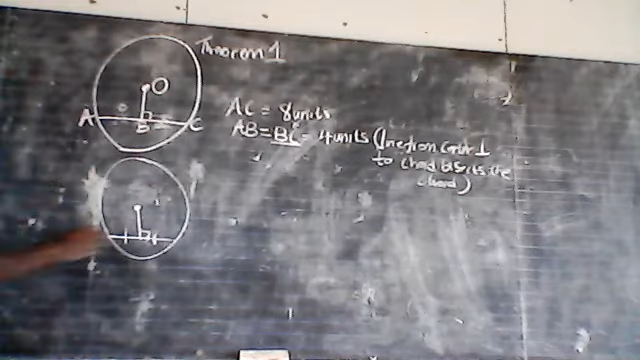 Theorem 1
O
A B C
AC = 8units
AB = BC = 4units (line from centre ⊥
to chord bisects the
chord)